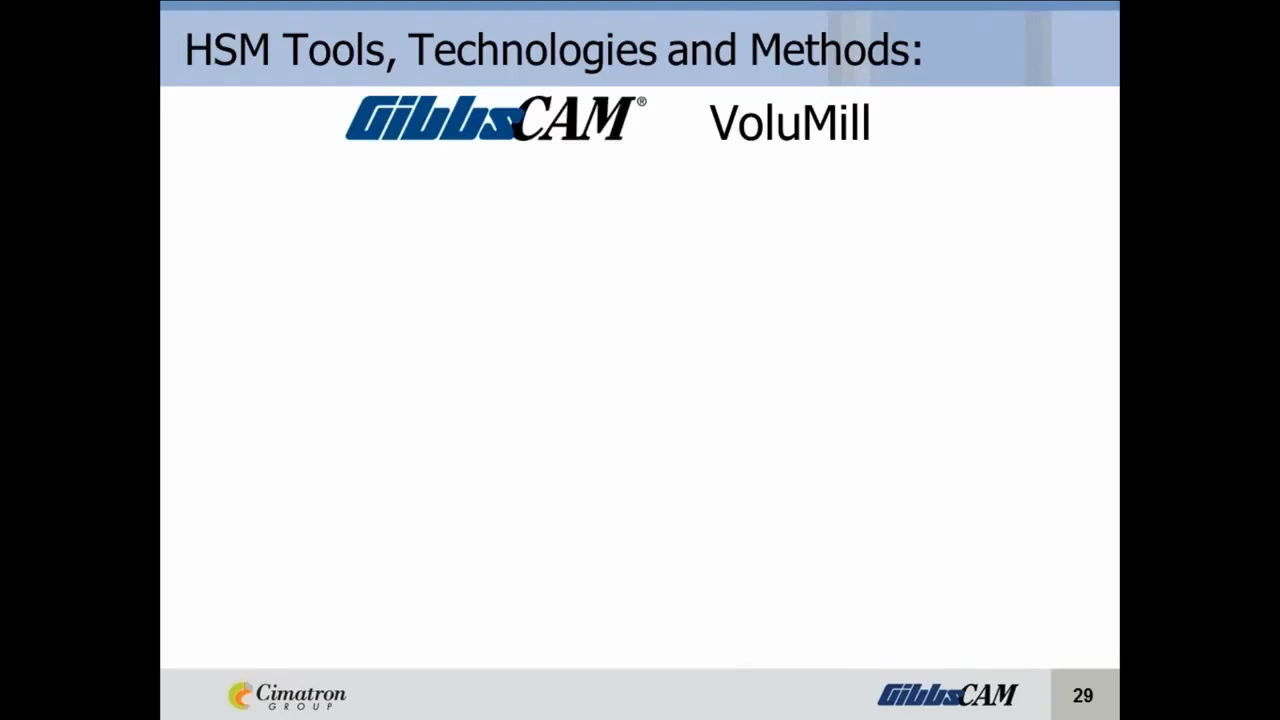 HSM Tools, Technologies and Methods:
GibbsCAM® VoluMill
Cimatron
GROUP
GibbsCAM
29